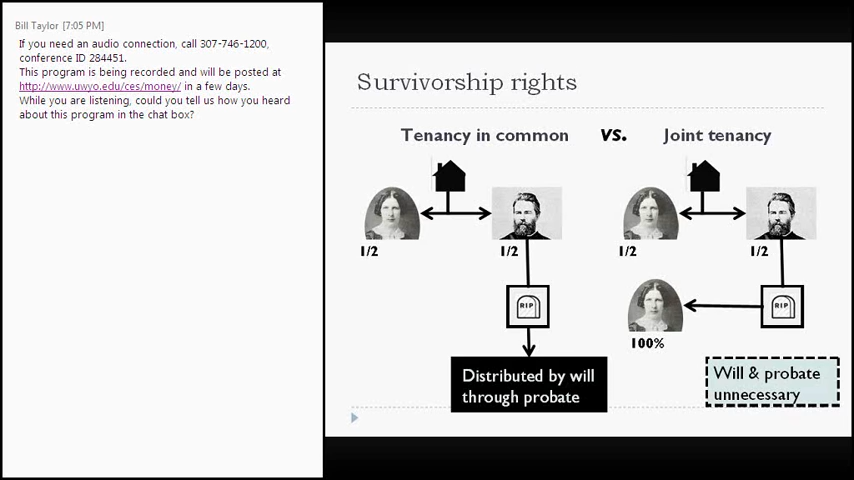 Bill Taylor [7:05 PM]
If you need an audio connection, call 307-746-1200,
conference ID 284451.
This program is being recorded and will be posted at
http://www.uwyo.edu/ces/money/ in a few days.
While you are listening, could you tell us how you heard
about this program in the chat box?
Survivorship rights
Tenancy in common vs. Joint tenancy
1/2 1/2 1/2 1/2
RIP RIP
100%
Distributed by will
through probate
Will & probate
unnecessary